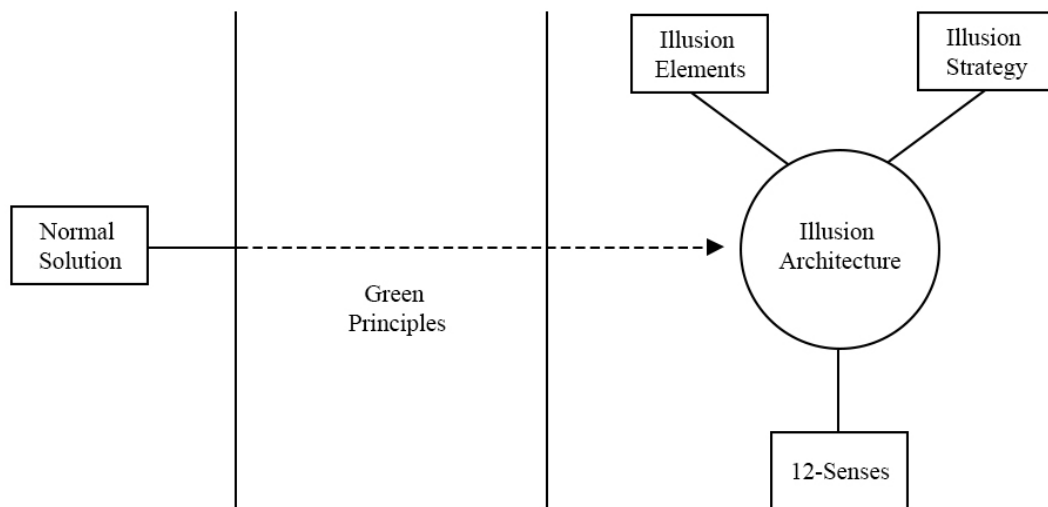 Illusion
Elements
Illusion
Strategy
Normal
Solution
Illusion
Architecture
Green
Principles
12-Senses